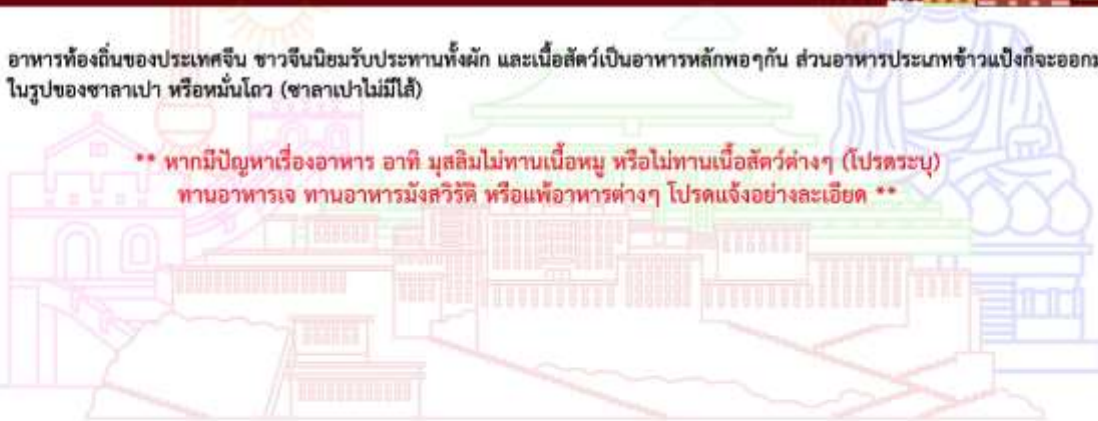 อาหารท้องถิ่นของประเทศจีน ชาวจีนนิยมรับประทานทั้งผัก และเนื้อสัตว์เป็นอาหารหลักพอๆกัน ส่วนอาหารประเภทข้าวแป้งก็จะออกม
ในรูปของซาลาเปา หรือหมั่นโถว (ซาลาเปาไม่มีไส้)
** หากมีปัญหาเรื่องอาหาร อาทิ มุสลิมไม่ทานเนื้อหมู หรือไม่ทานเนื้อสัตว์ต่างๆ (โปรดระบุ)
ทานอาหารเจ ทานอาหารมังสวิรัติ หรือแพ้อาหารต่างๆ โปรดแจ้งอย่างละเอียด **